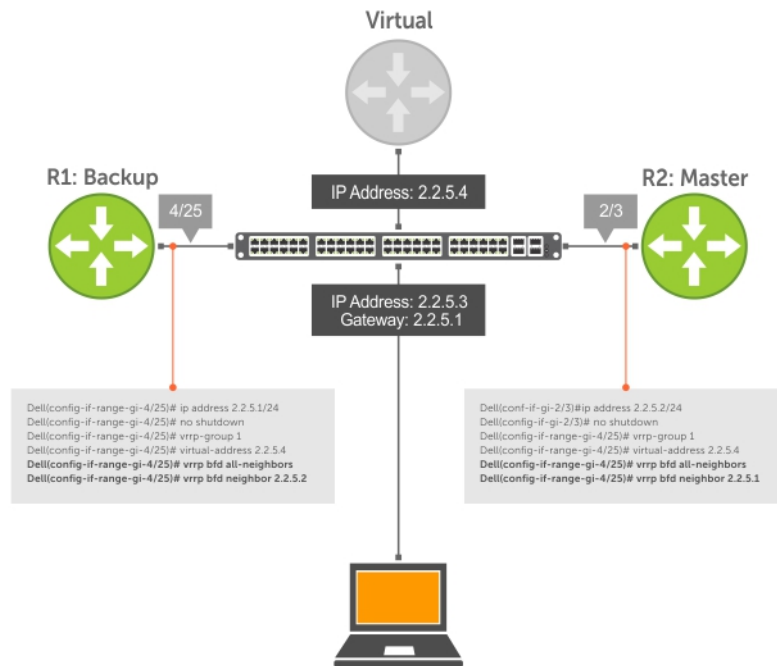 Virtual
R1: Backup
4/25
IP Address: 2.2.5.4
R2: Master
2/3
IP Address: 2.2.5.3
Gateway: 2.2.5.1
Dell(config-if-range-gi-4/25)# ip address 2.2.5.1/24
Dell(config-if-range-gi-4/25)# no shutdown
Dell(config-if-range-gi-4/25)# vrrp-group 1
Dell(config-if-range-gi-4/25)# virtual-address 2.2.5.4
Dell(config-if-range-gi-4/25)# vrrp bfd all-neighbors
Dell(config-if-range-gi-4/25)# vrrp bfd neighbor 2.2.5.2
Dell(conf-if-gi-2/3)#ip address 2.2.5.2/24
Dell(config-if-gi-2/3)# no shutdown
Dell(config-if-range-gi-4/25)# vrrp-group 1
Dell(config-if-range-gi-4/25)# virtual-address 2.2.5.4
Dell(config-if-range-gi-4/25)# vrrp bfd all-neighbors
Dell(config-if-range-gi-4/25)# vrrp bfd neighbor 2.2.5.1